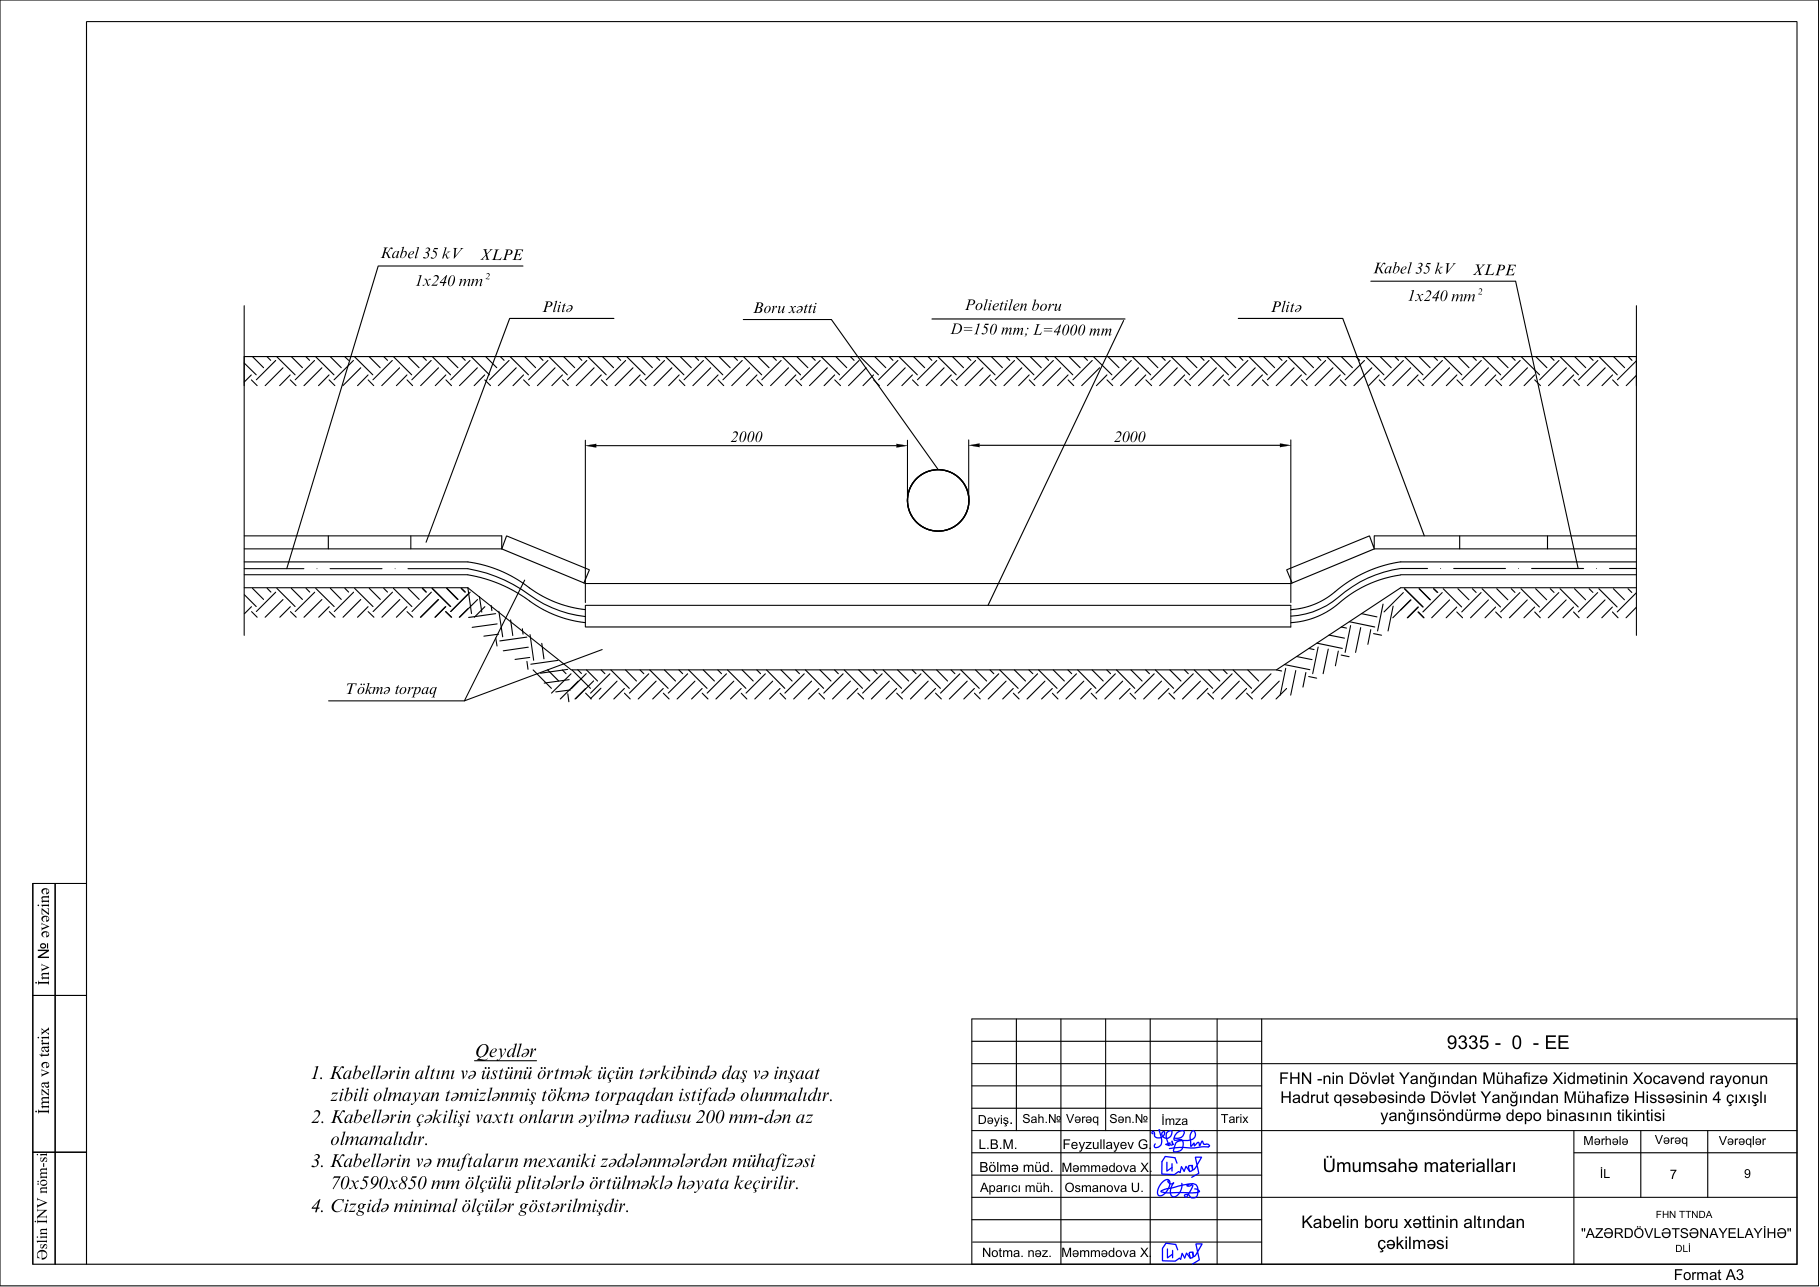 Kabel 35 kV XLPE
1x240 mm²
Plitə
Boru xətti
Polietilen boru
D=150 mm; L=4000 mm
Plitə
Kabel 35 kV XLPE
1x240 mm²
2000
2000
Tökmə torpaq
İnv № əvəzinə
İmza və tarix
Əslin İNV nöm-si
Qeydlər
1. Kabellərin altını və üstünü örtmək üçün tərkibində daş və inşaat
zibili olmayan təmizlənmiş tökmə torpaqdan istifadə olunmalıdır.
2. Kabellərin çəkilişi vaxtı onların əyilmə radiusu 200 mm-dən az
olmamalıdır.
3. Kabellərin və muftaların mexaniki zədələnmələrdən mühafizəsi
70x590x850 mm ölçülü plitələrlə örtülməklə həyata keçirilir.
4. Cizgidə minimal ölçülər göstərilmişdir.
9335 - 0 - EE
FHN -nin Dövlət Yanğından Mühafizə Xidmətinin Xocavənd rayonun
Hadrut qəsəbəsində Dövlət Yanğından Mühafizə Hissəsinin 4 çıxışlı
yanğınsöndürmə depo binasının tikintisi
Dəyiş. Sah.№ Vərəq Sən.№ İmza Tarix
L.B.M. Feyzullayev G
Bölmə müd. Məmmədova X.
Aparıcı müh. Osmanova U.
Notma. nəz. Məmmədova X.
Ümumsahə materialları
Mərhələ Vərəq Vərəqlər
İL 7 9
Kabelin boru xəttinin altından
çəkilməsi
FHN TTNDA
"AZƏRDÖVLƏTSƏNAYELAYİHƏ"
DLİ
Format A3